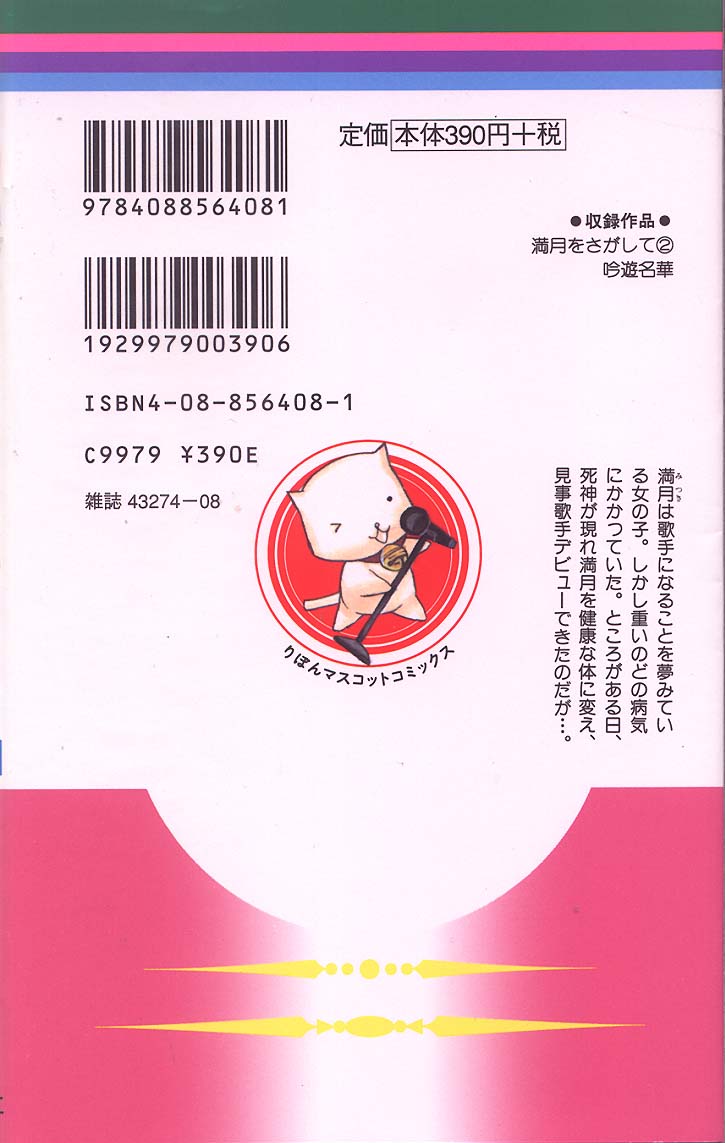 定価 本体390円+税
9784088564081
1929979003906
ISBN4-08-856408-1
C9979 ¥390E
雑誌 43274-08
●収録作品●
満月をさがして②
吟遊名華
満月は歌手になることを夢みてい
みつき
る女の子。しかし重いのどの病気
にかかっていた。ところがある日、
死神が現れ満月を健康な体に変え、
見事歌手デビューできたのだが…。
りぼんマスコットコミックス